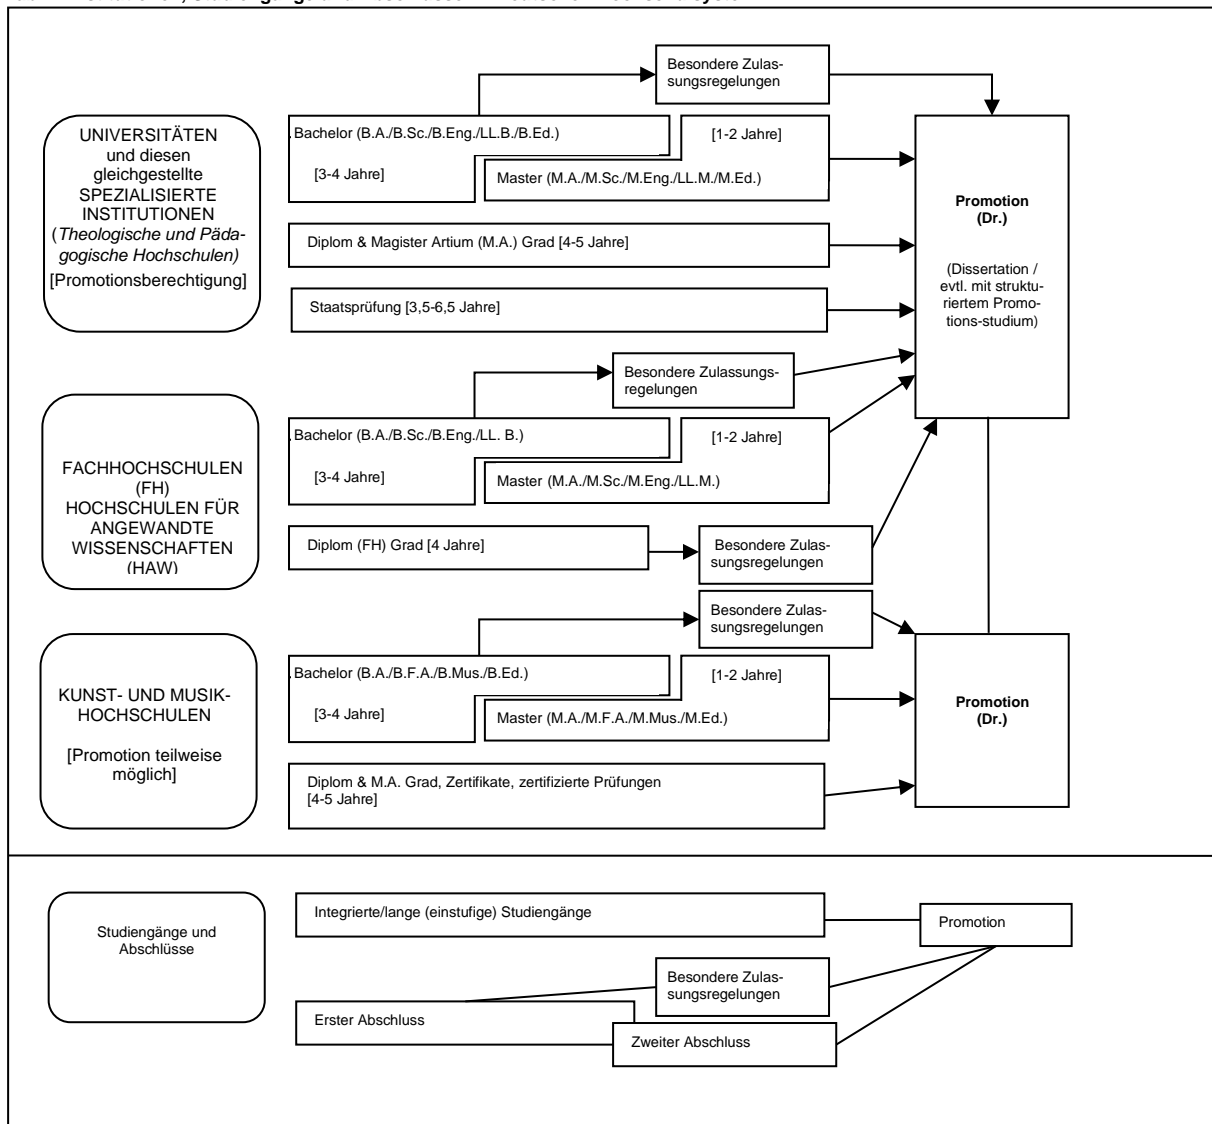 Besondere Zulas-
sungsregelungen
UNIVERSITÄTEN
und diesen
gleichgestellte
SPEZIALISIERTE
INSTITUTIONEN
(Theologische und Päda-
gogische Hochschulen)
[Promotionsberechtigung]
Bachelor (B.A./B.Sc./B.Eng./LL.B./B.Ed.)
[3-4 Jahre]
[1-2 Jahre]
Master (M.A./M.Sc./M.Eng./LL.M./M.Ed.)
Diplom & Magister Artium (M.A.) Grad [4-5 Jahre]
Staatsprüfung [3,5-6,5 Jahre]
Promotion
(Dr.)
(Dissertation /
evtl. mit struktu-
riertem Promo-
tions-studium)
Besondere Zulassungs-
regelungen
FACHHOCHSCHULEN
(FH)
HOCHSCHULEN FÜR
ANGEWANDTE
WISSENSCHAFTEN
(HAW)
Bachelor (B.A./B.Sc./B.Eng./LL. B.)
[3-4 Jahre]
[1-2 Jahre]
Master (M.A./M.Sc./M.Eng./LL.M.)
Diplom (FH) Grad [4 Jahre]
Besondere Zulas-
sungsregelungen
Besondere Zulas-
sungsregelungen
KUNST- UND MUSIK-
HOCHSCHULEN
[Promotion teilweise
möglich]
Bachelor (B.A./B.F.A./B.Mus./B.Ed.)
[3-4 Jahre]
[1-2 Jahre]
Master (M.A./M.F.A./M.Mus./M.Ed.)
Diplom & M.A. Grad, Zertifikate, zertifizierte Prüfungen
[4-5 Jahre]
Promotion
(Dr.)
Studiengänge und
Abschlüsse
Integrierte/lange (einstufige) Studiengänge
Promotion
Besondere Zulas-
sungsregelungen
Erster Abschluss
Zweiter Abschluss